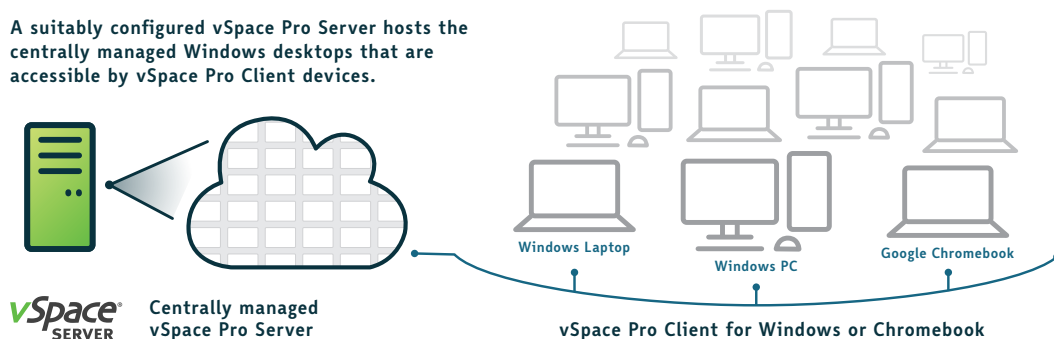 A suitably configured vSpace Pro Server hosts the
centrally managed Windows desktops that are
accessible by vSpace Pro Client devices.
Windows Laptop
Windows PC
Google Chromebook
vSpace®
SERVER
Centrally managed
vSpace Pro Server
vSpace Pro Client for Windows or Chromebook